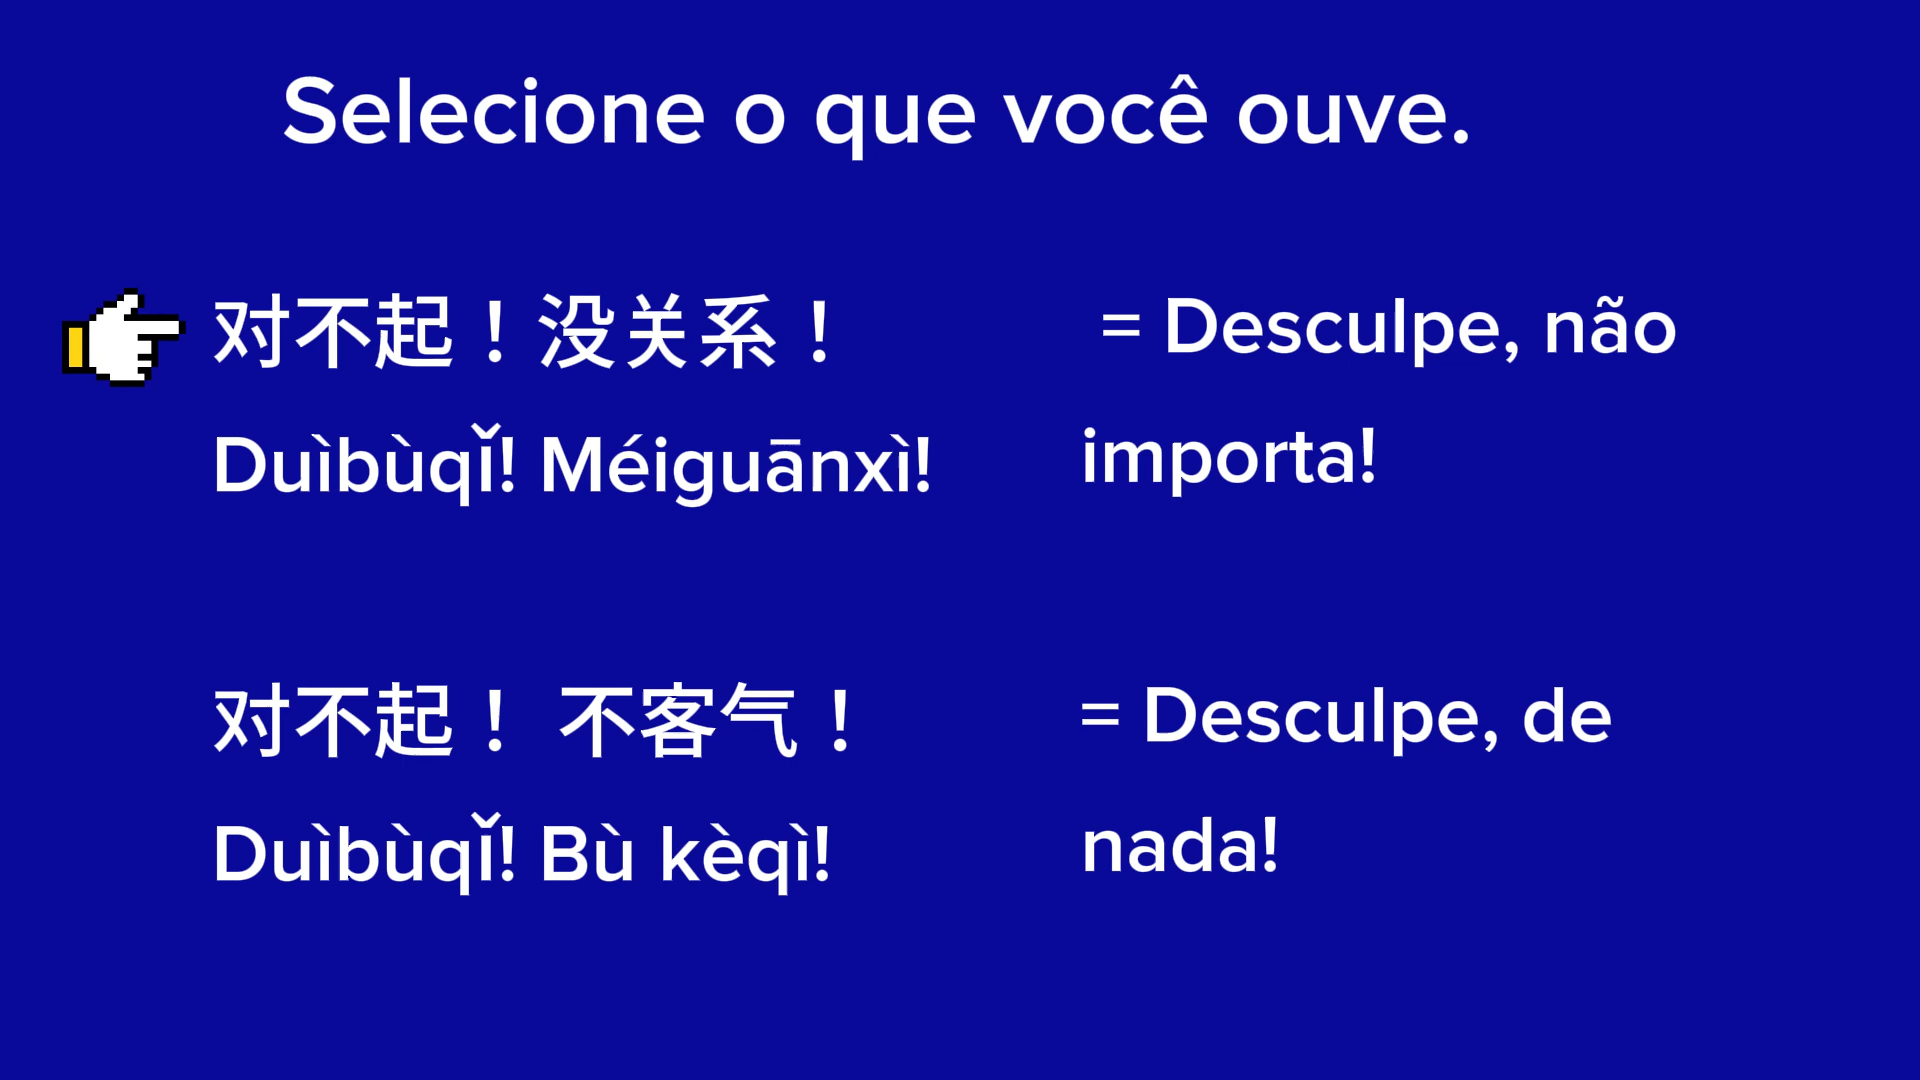 Selecione o que você ouve.
对不起！没关系！ = Desculpe, não
Duìbùqǐ! Méiguānxì! importa!
对不起！ 不客气！ = Desculpe, de
Duìbùqǐ! Bù kèqì! nada!